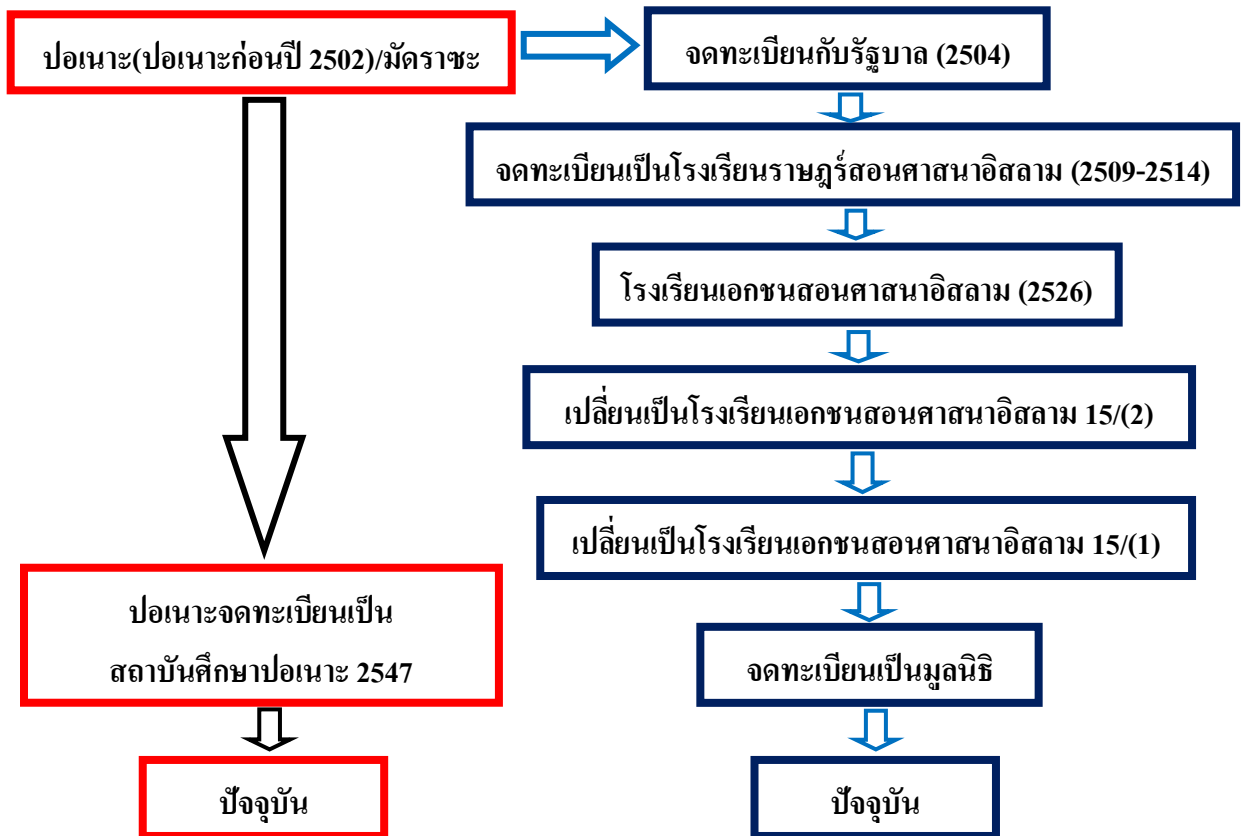 ปอเนาะ(ปอเนาะก่อนปี 2502)/มัดราซะ
จดทะเบียนกับรัฐบาล (2504)
จดทะเบียนเป็นโรงเรียนราษฎร์สอนศาสนาอิสลาม (2509-2514)
โรงเรียนเอกชนสอนศาสนาอิสลาม (2526)
เปลี่ยนเป็นโรงเรียนเอกชนสอนศาสนาอิสลาม 15/(2)
เปลี่ยนเป็นโรงเรียนเอกชนสอนศาสนาอิสลาม 15/(1)
ปอเนาะจดทะเบียนเป็น
สถาบันศึกษาปอเนาะ 2547
จดทะเบียนเป็นมูลนิธิ
ปัจจุบัน
ปัจจุบัน